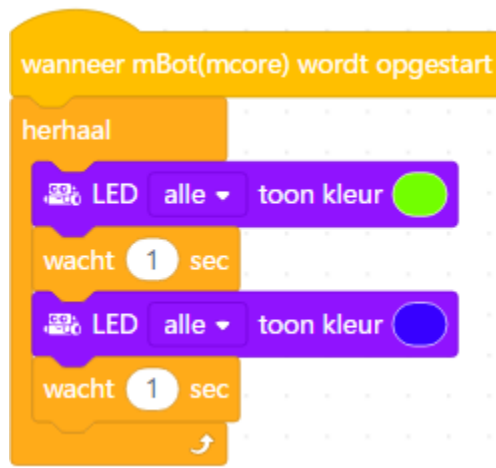 wanneer mBot(mcore) wordt opgestart
herhaal
LED alle toon kleur
wacht 1 sec
LED alle toon kleur
wacht 1 sec